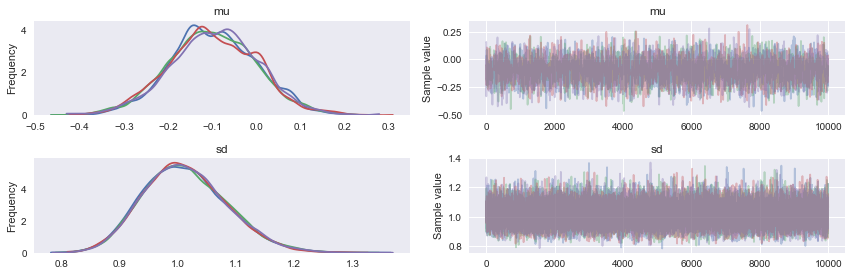 mu
Frequency
4
2
0
−0.5 −0.4 −0.3 −0.2 −0.1 0.0 0.1 0.2 0.3
mu
Sample value
0.25
0.00
−0.25
−0.50
0 2000 4000 6000 8000 10000
sd
Frequency
4
2
0
0.8 0.9 1.0 1.1 1.2 1.3
sd
Sample value
1.4
1.2
1.0
0.8
0 2000 4000 6000 8000 10000